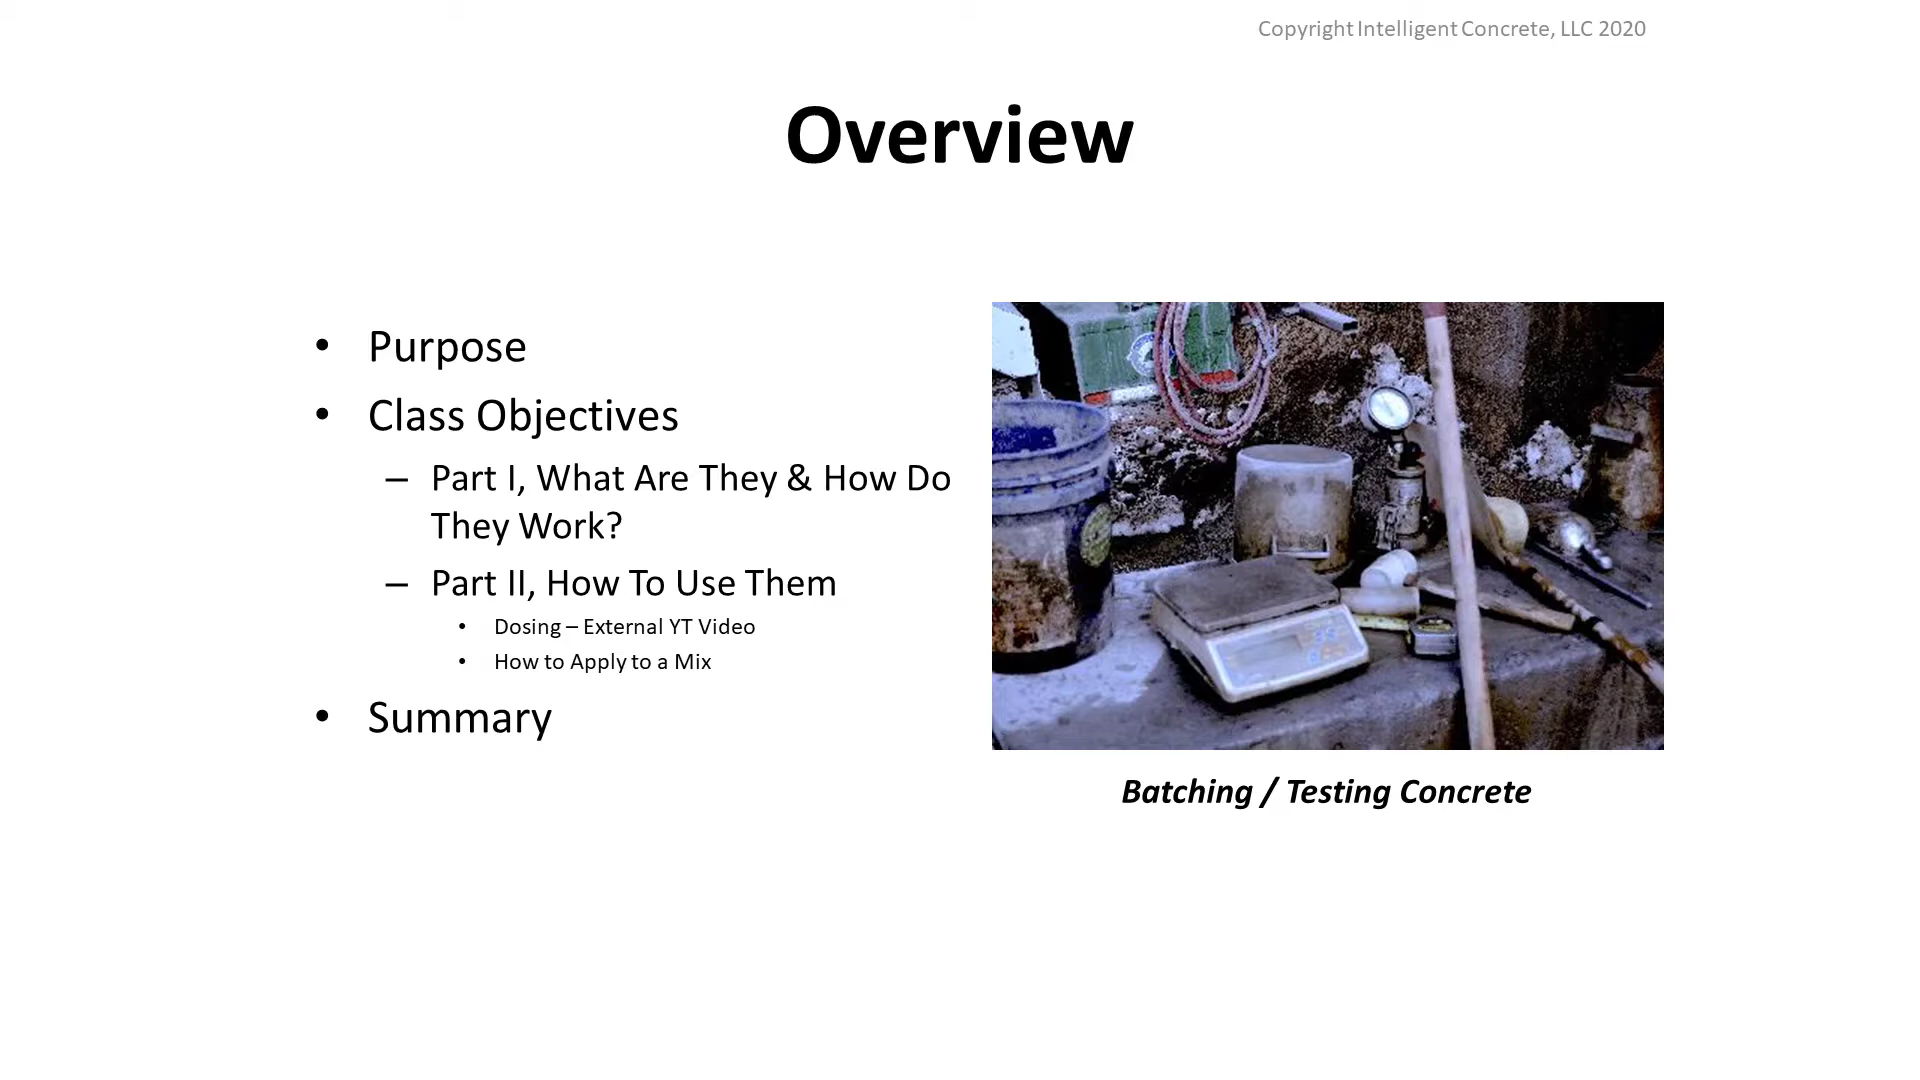 Copyright Intelligent Concrete, LLC 2020
Overview
• Purpose
• Class Objectives
– Part I, What Are They & How Do
They Work?
– Part II, How To Use Them
• Dosing – External YT Video
• How to Apply to a Mix
• Summary
Batching / Testing Concrete